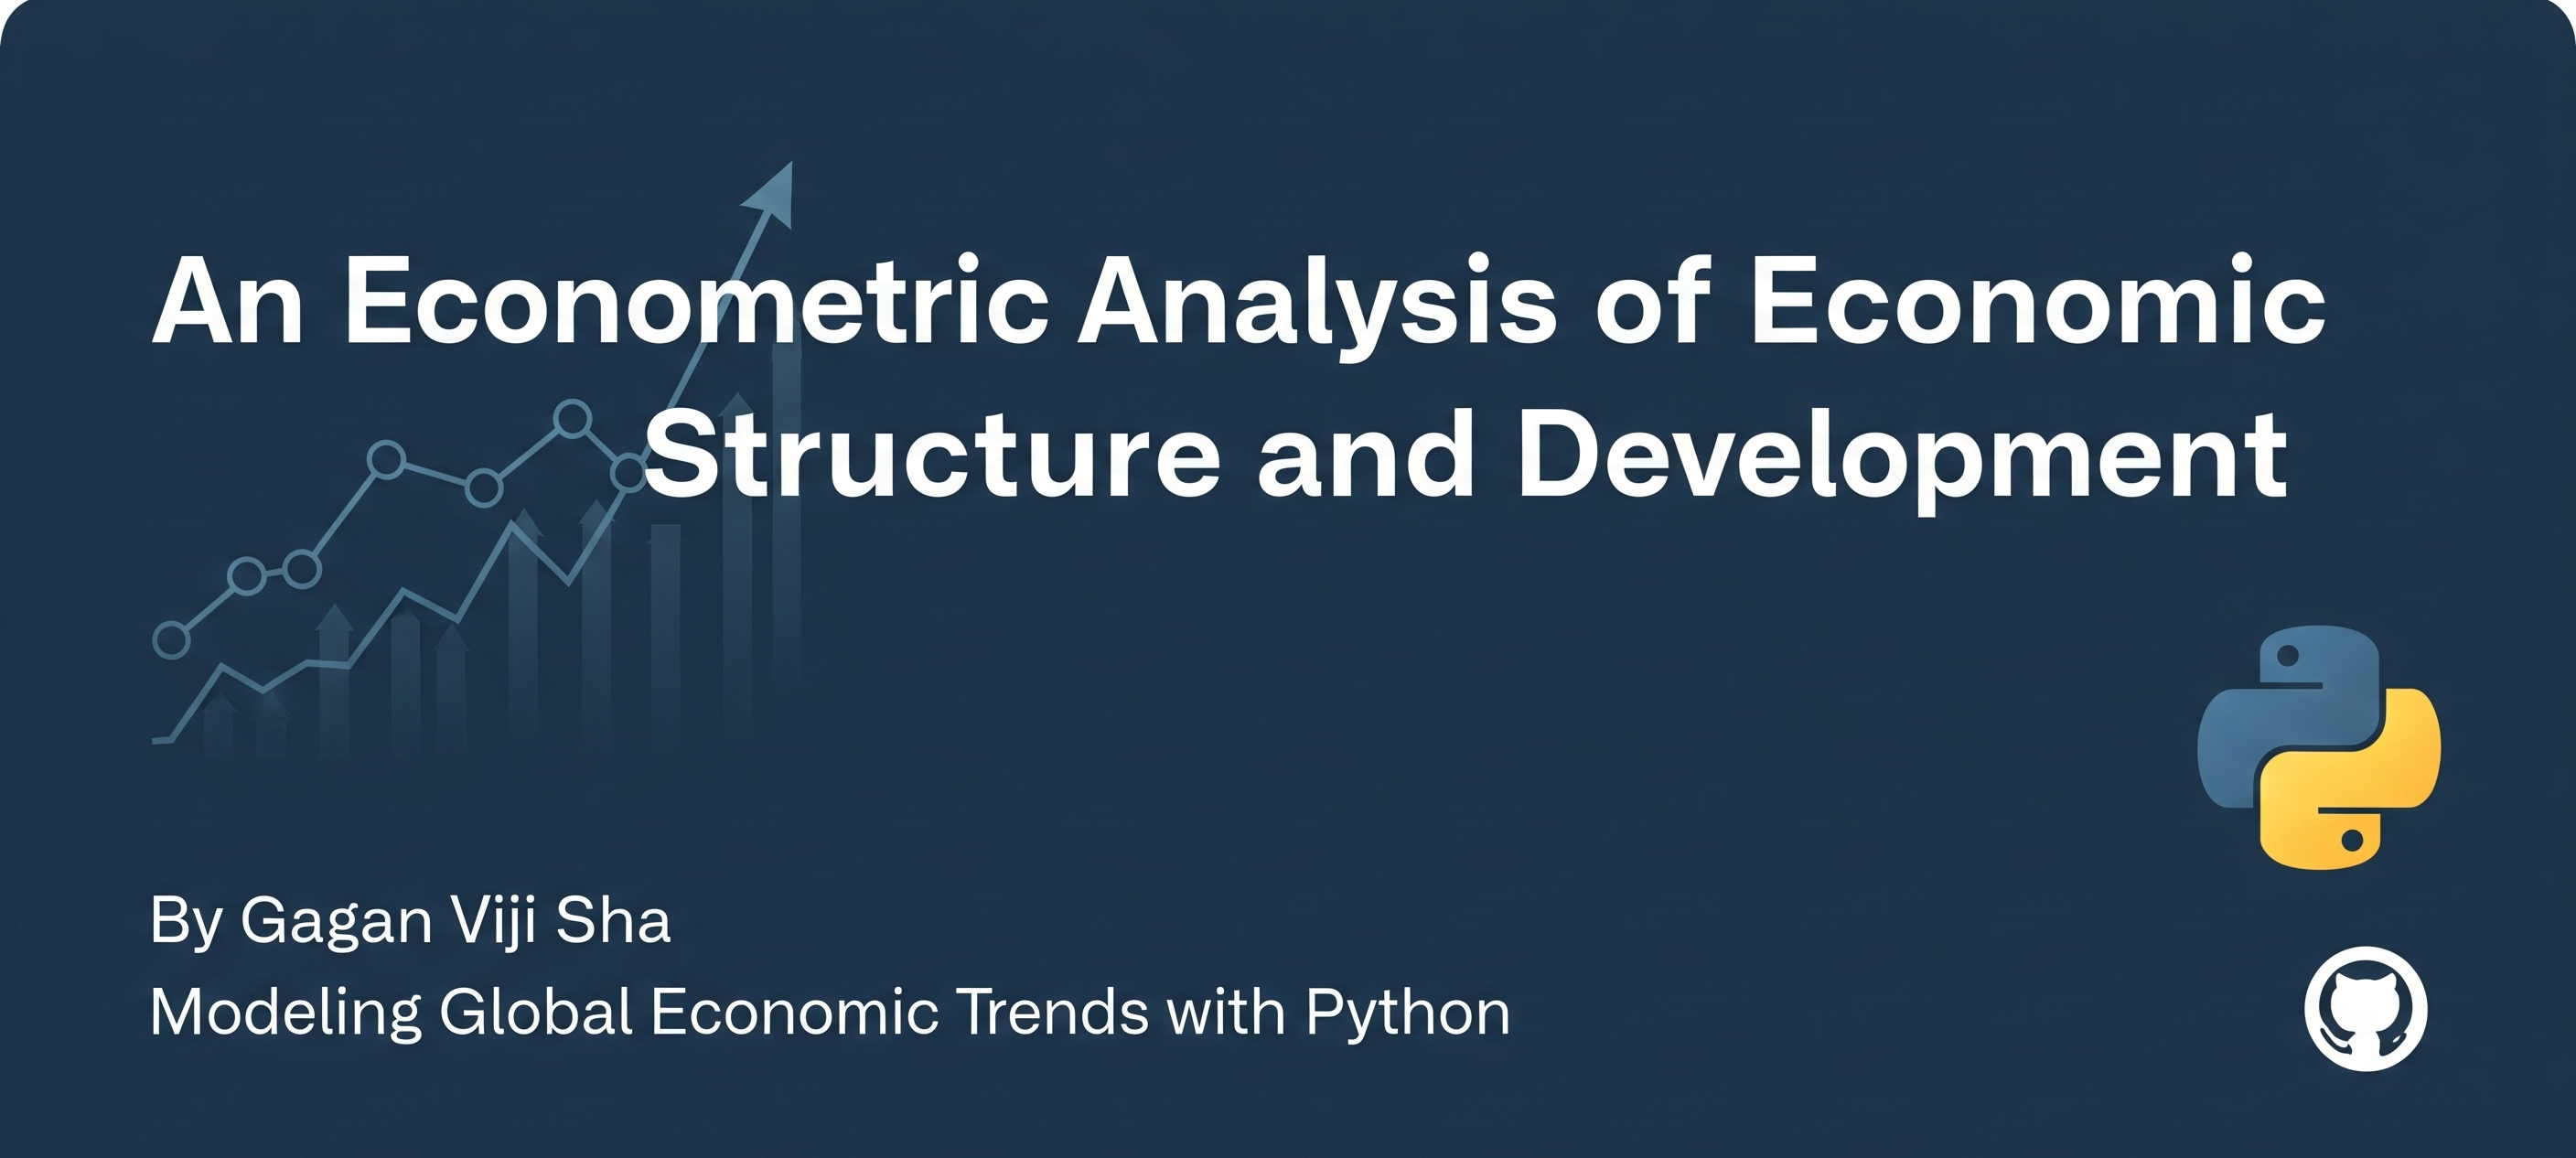 An Econometric Analysis of Economic
Structure and Development
By Gagan Viji Sha
Modeling Global Economic Trends with Python